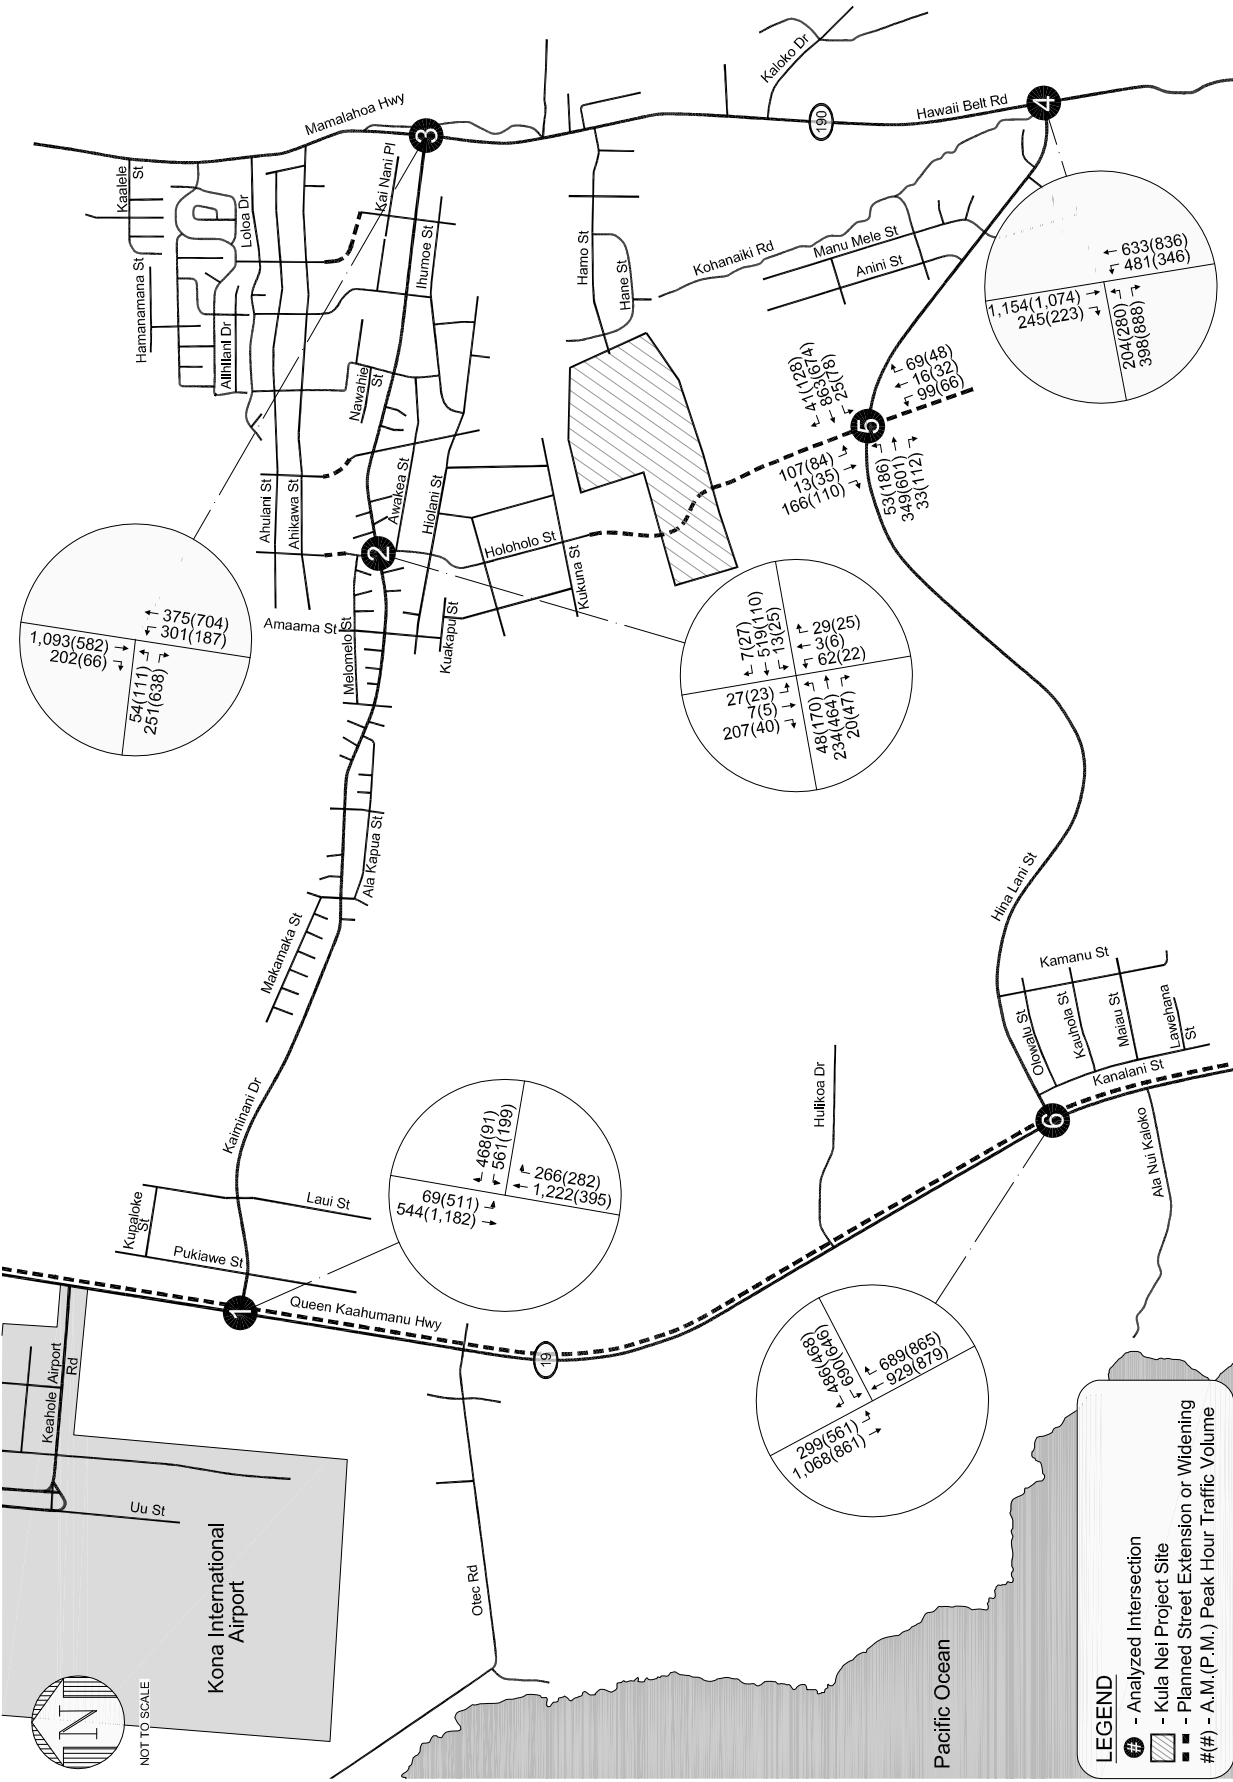 Mamalahoa Hwy
Kaalele
St
Loloa Dr
Kai Nani Pl
Hamanamana St
Ihumoe St
Nawahie
St
Ahulani St
Ahikawa St
Awakea St
Hiolani St
Holoholo St
Kukuna St
Amaama St
Melomelo St
Kuakapu St
Hamo St
Hane St
Kohanaiki Rd
Manu Mele St
Anini St
Kaloko Dr
Hawaii Belt Rd
190
3
4
2
5
1
6
633(836)
481(346)
1,154(1,074)
245(223)
204(280)
398(888)
41(128)
863(674)
25(78)
69(48)
16(32)
99(66)
107(84)
13(35)
166(110)
53(186)
349(601)
33(112)
375(704)
301(187)
1,093(582)
202(66)
54(111)
251(638)
7(27)
519(110)
13(25)
29(25)
3(6)
62(22)
27(23)
7(5)
207(40)
48(170)
234(464)
20(47)
Ala Kapua St
Makamaka St
Kaiminani Dr
Hina Lani St
Kamanu St
Olowalu St
Kauhola St
Maiau St
Lawehana
St
Kanalani St
Ala Nui Kaloko
Hulikoa Dr
468(91)
561(199)
266(282)
1,222(395)
69(511)
544(1,182)
Laui St
Kupaloke
St
Pukiawe St
Queen Kaahumanu Hwy
19
486(468)
690(646)
689(865)
929(879)
299(561)
1,068(861)
Keahole Airport
Rd
Uu St
Otec Rd
Kona International
Airport
Pacific Ocean
N
NOT TO SCALE
LEGEND
# - Analyzed Intersection
- Kula Nei Project Site
- Planned Street Extension or Widening
#(#) - A.M.(P.M.) Peak Hour Traffic Volume